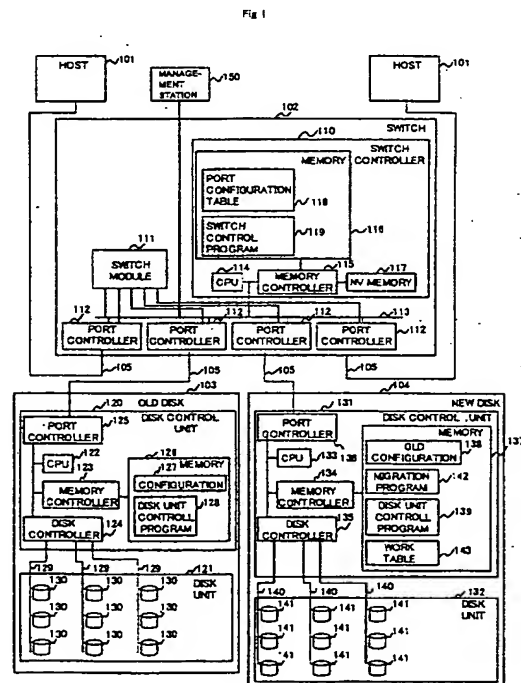 Fig 1
HOST
101
MANAGE-
MENT
STATION
150
HOST
101
102
SWITCH
110
SWITCH
CONTROLLER
MEMORY
PORT
CONFIGURATION
TABLE
118
SWITCH
CONTROL
PROGRAM
119
116
111
SWITCH
MODULE
114
CPU
115
MEMORY
CONTROLLER
117
NV MEMORY
112
112
112
113
PORT
CONTROLLER
PORT
CONTROLLER
PORT
CONTROLLER
PORT
CONTROLLER
112
105
105
105
105
103
OLD DISK
120
DISK CONTROL
UNIT
125
PORT
CONTROLLER
122
CPU
123
MEMORY
CONTROLLER
126
MEMORY
127
CONFIGURATION
DISK UNIT
CONTROLL
PROGRAM
128
124
DISK
CONTROLLER
129
129
129
121
DISK
UNIT
130
130
130
130
130
130
130
130
130
104
NEW DISK
131
DISK CONTROL UNIT
PORT
CONTROLLER
136
MEMORY
137
OLD
CONFIGURATION
138
133
CPU
134
MEMORY
CONTROLLER
NIGRATION
PROGRAM
142
DISK UNIT
CONTROLL
PROGRAM
139
DISK
CONTROLLER
135
WORK
TABLE
143
140
140
140
132
DISK
UNIT
141
141
141
141
141
141
141
141
141